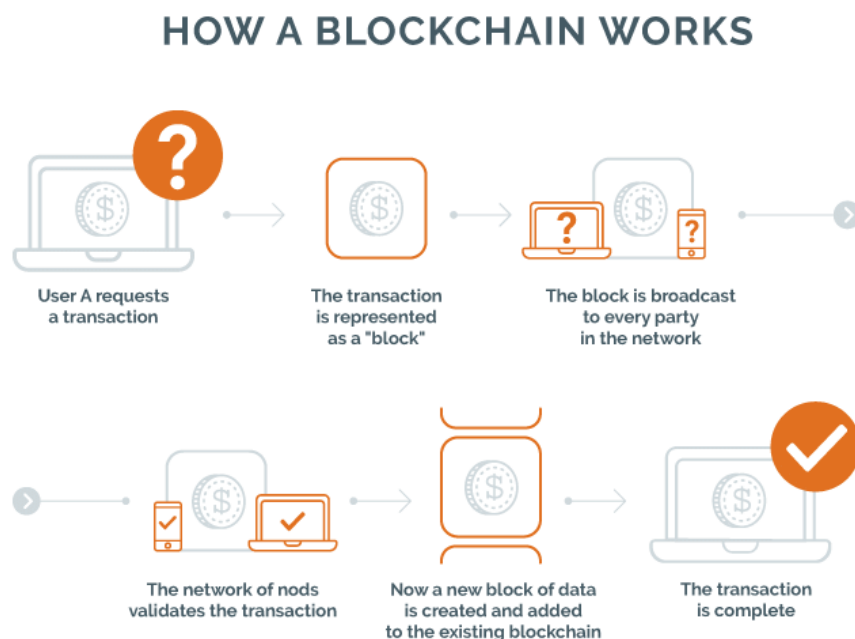 HOW A BLOCKCHAIN WORKS
User A requests
a transaction
The transaction
is represented
as a "block"
The block is broadcast
to every party
in the network
The network of nods
validates the transaction
Now a new block of data
is created and added
to the existing blockchain
The transaction
is complete